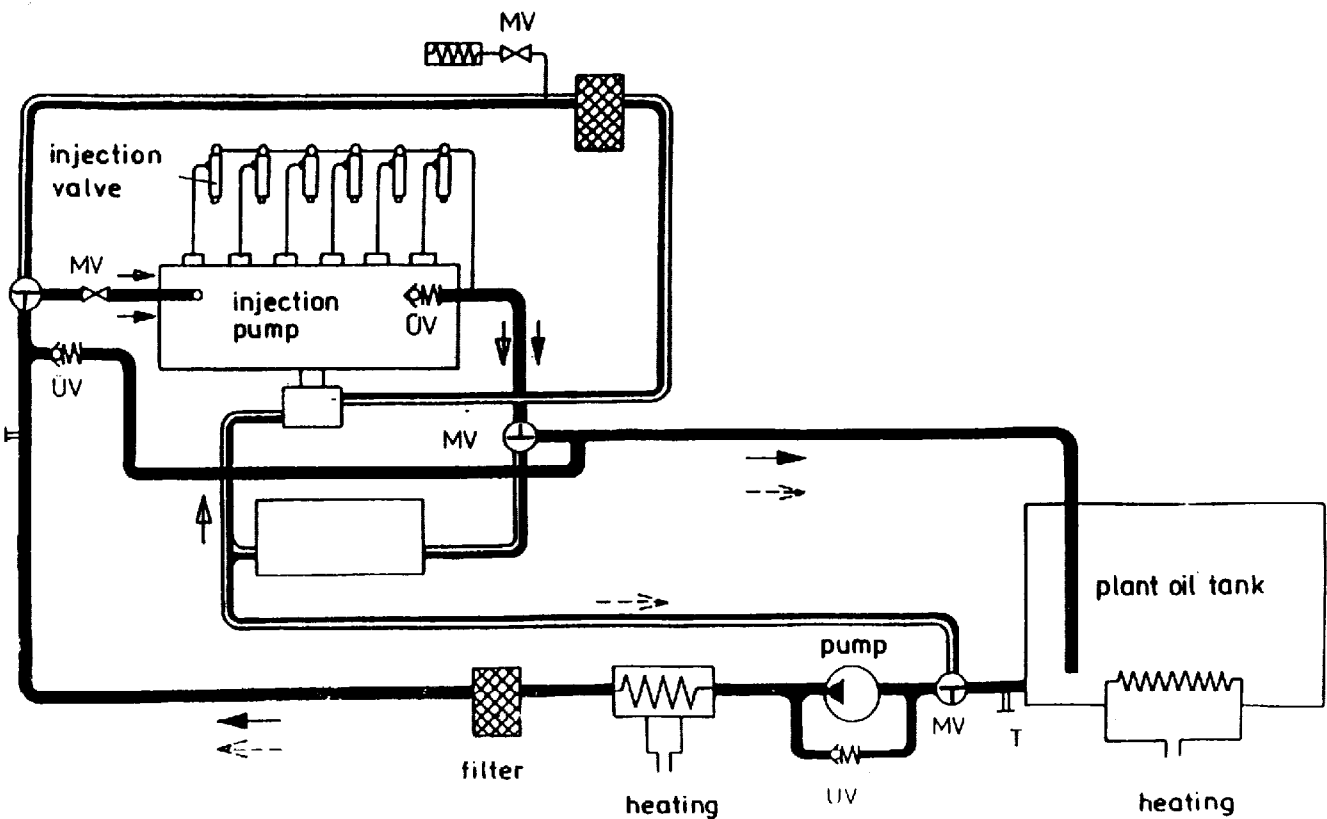 MV
injection
valve
MV
injection
pump
ÜV
ÜV
MV
plant oil tank
pump
MV
T
filter
ÜV
heating
heating